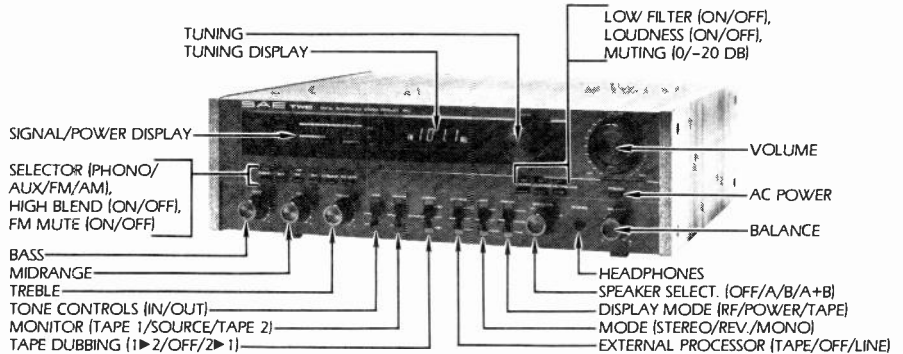 LOW FILTER (ON/OFF),
LOUDNESS (ON/OFF),
MUTING (0/-20 DB)
TUNING
TUNING DISPLAY
SAE TWO
101.1
SIGNAL/POWER DISPLAY
SELECTOR (PHONO/
AUX/FM/AM),
HIGH BLEND (ON/OFF),
FM MUTE (ON/OFF)
VOLUME
AC POWER
BALANCE
BASS
MIDRANGE
TREBLE
TONE CONTROLS (IN/OUT)
MONITOR (TAPE 1/SOURCE/TAPE 2)
TAPE DUBBING (1▶2/OFF/2▶1)
HEADPHONES
SPEAKER SELECT. (OFF/A/B/A+B)
DISPLAY MODE (RF/POWER/TAPE)
MODE (STEREO/REV./MONO)
EXTERNAL PROCESSOR (TAPE/OFF/LINE)